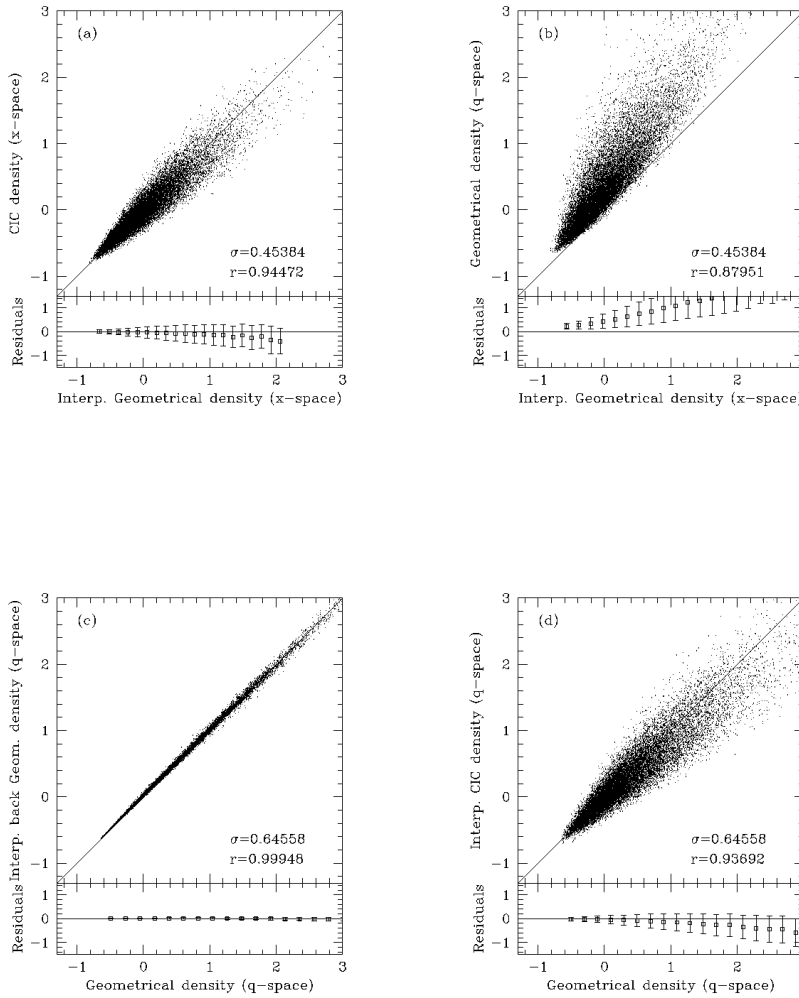 3
(a)
2
1
0
−1
CIC density (x−space)
σ=0.45384
r=0.94472
1
0
−1
Residuals
−1 0 1 2 3
Interp. Geometrical density (x−space)
3
(b)
2
1
0
−1
Geometrical density (q−space)
σ=0.45384
r=0.87951
1
0
−1
Residuals
−1 0 1 2
Interp. Geometrical density (x−space)
3
(c)
2
1
0
−1
Interp. back Geom. density (q−space)
σ=0.64558
r=0.99948
1
0
−1
Residuals
−1 0 1 2 3
Geometrical density (q−space)
3
(d)
2
1
0
−1
Interp. CIC density (q−space)
σ=0.64558
r=0.93692
1
0
−1
Residuals
−1 0 1 2
Geometrical density (q−space)